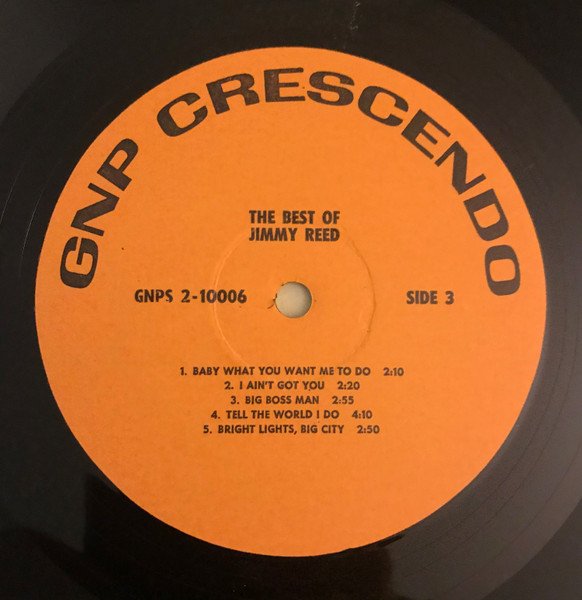 GNP CRESCENDO
THE BEST OF
JIMMY REED
GNPS 2-10006
SIDE 3
1. BABY WHAT YOU WANT ME TO DO 2:10
2. I AIN'T GOT YOU 2:20
3. BIG BOSS MAN 2:55
4. TELL THE WORLD I DO 4:10
5. BRIGHT LIGHTS, BIG CITY 2:50